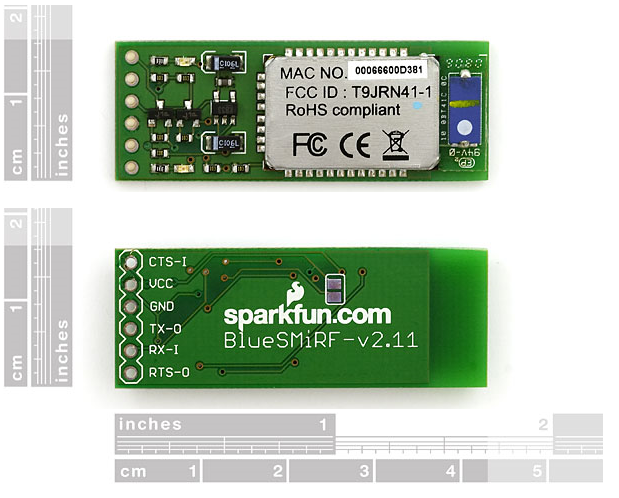 2
1
cm
inches
C106L
C106L
MAC NO. 00066600D381
FCC ID : T9JRN41-1
RoHS compliant
FC CE
94V-0
2
1
cm
inches
CTS-I
VCC
GND
TX-O
RX-I
RTS-O
sparkfun.com
BlueSMiRF-v2.11
inches 1 2
cm 1 2 3 4 5